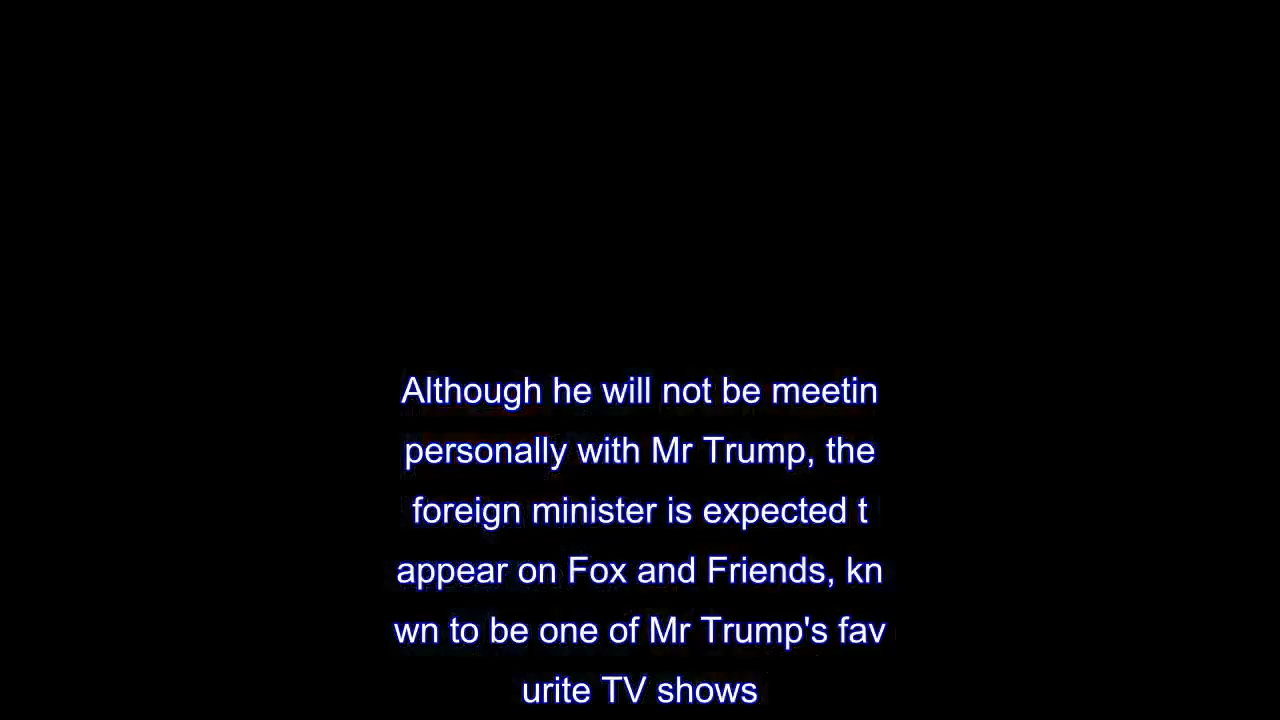 Although he will not be meetin
personally with Mr Trump, the
foreign minister is expected t
appear on Fox and Friends, kn
wn to be one of Mr Trump's fav
urite TV shows